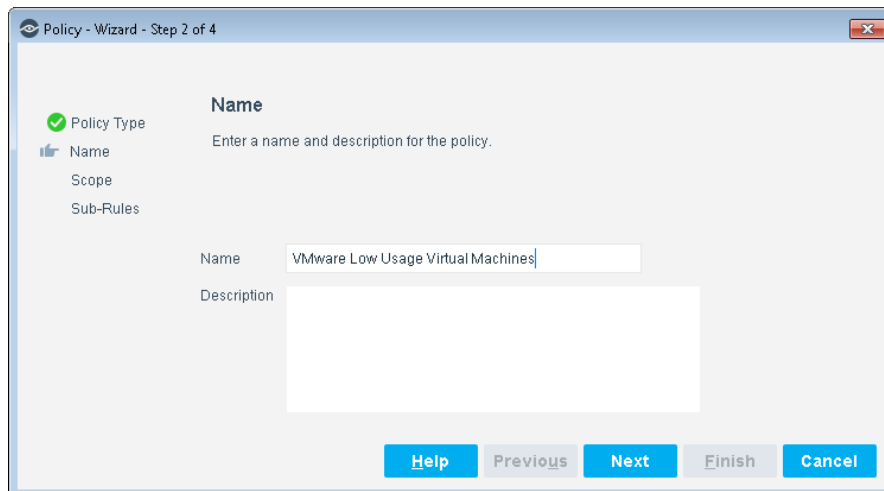 Policy - Wizard - Step 2 of 4
Policy Type
Name
Scope
Sub-Rules
Name
Enter a name and description for the policy.
Name
VMware Low Usage Virtual Machines
Description
Help
Previous
Next
Finish
Cancel